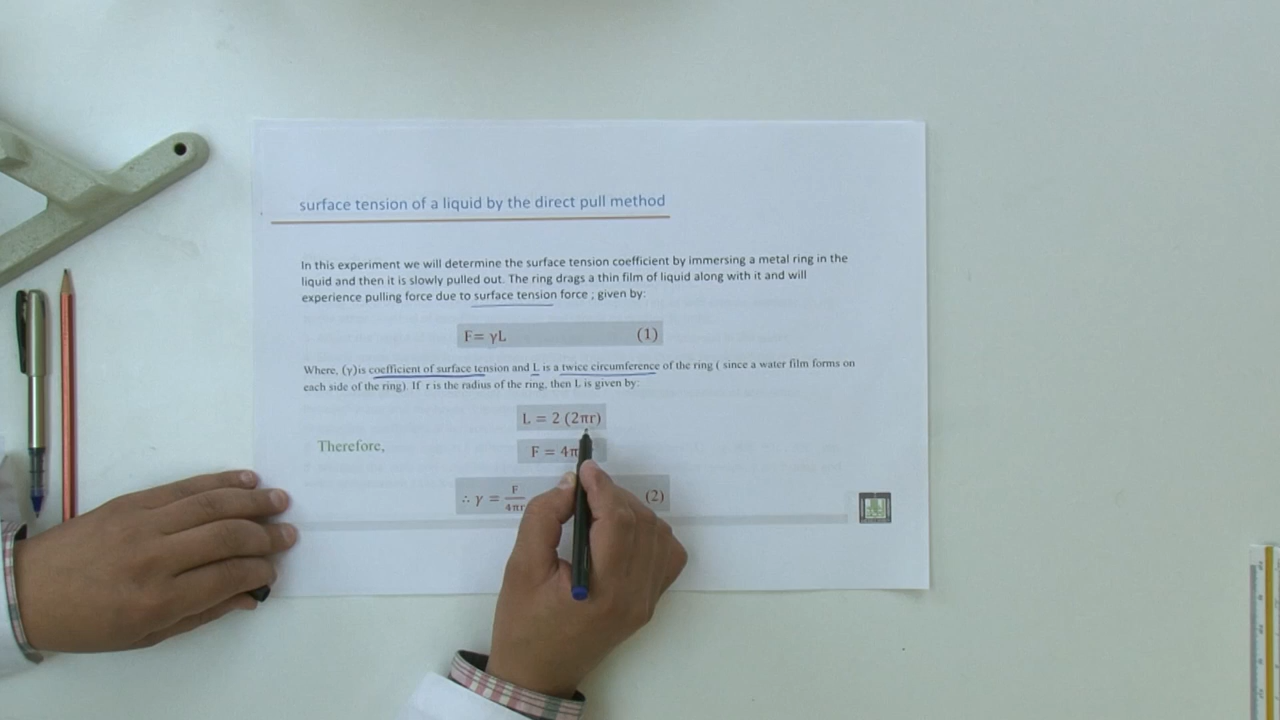 surface tension of a liquid by the direct pull method
In this experiment we will determine the surface tension coefficient by immersing a metal ring in the
liquid and then it is slowly pulled out. The ring drags a thin film of liquid along with it and will
experience pulling force due to surface tension force ; given by:
F= γL (1)
Where, (γ)is coefficient of surface tension and L is a twice circumference of the ring ( since a water film forms on
each side of the ring). If r is the radius of the ring, then L is given by:
L = 2 (2πr)
Therefore,
F = 4π
∴ γ = F/4πr (2)